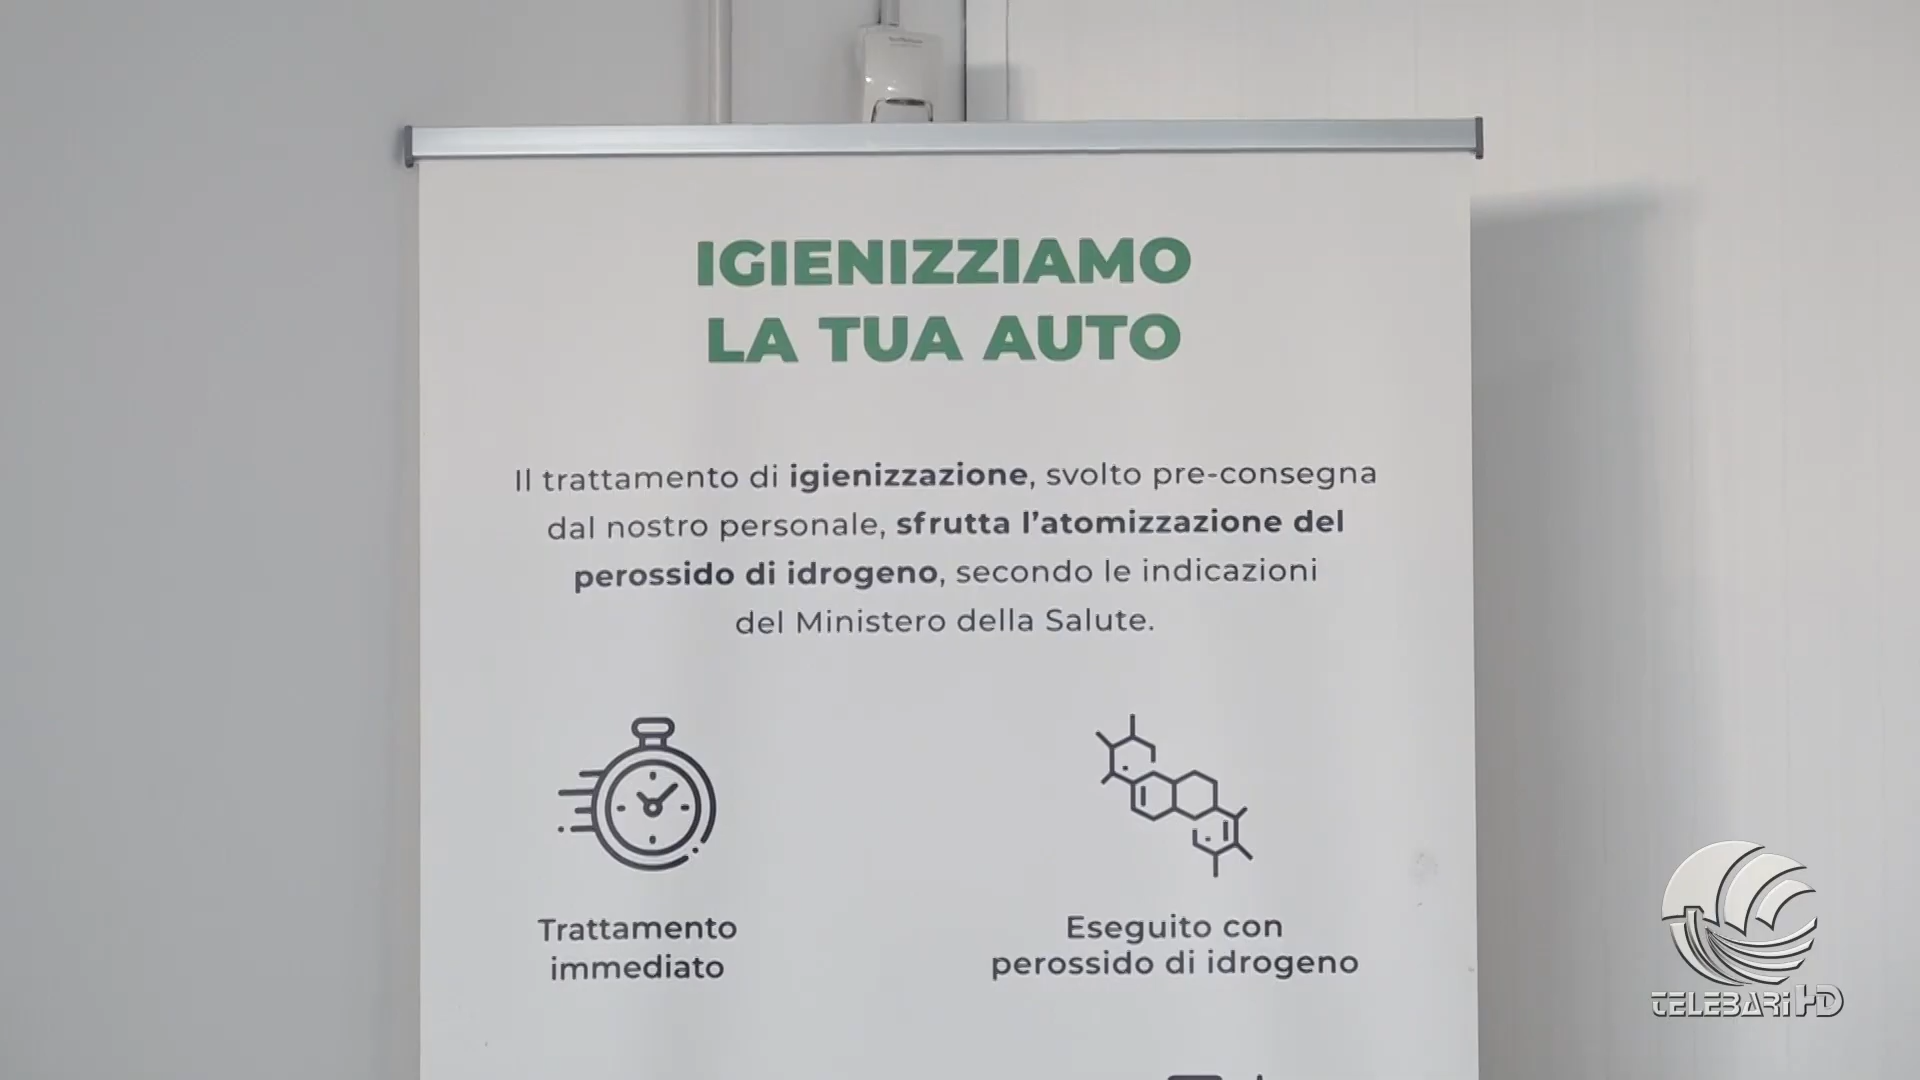 IGIENIZZIAMO
LA TUA AUTO
Il trattamento di igienizzazione, svolto pre-consegna
dal nostro personale, sfrutta l'atomizzazione del
perossido di idrogeno, secondo le indicazioni
del Ministero della Salute.
Trattamento
immediato
Eseguito con
perossido di idrogeno
TELEBARI HD